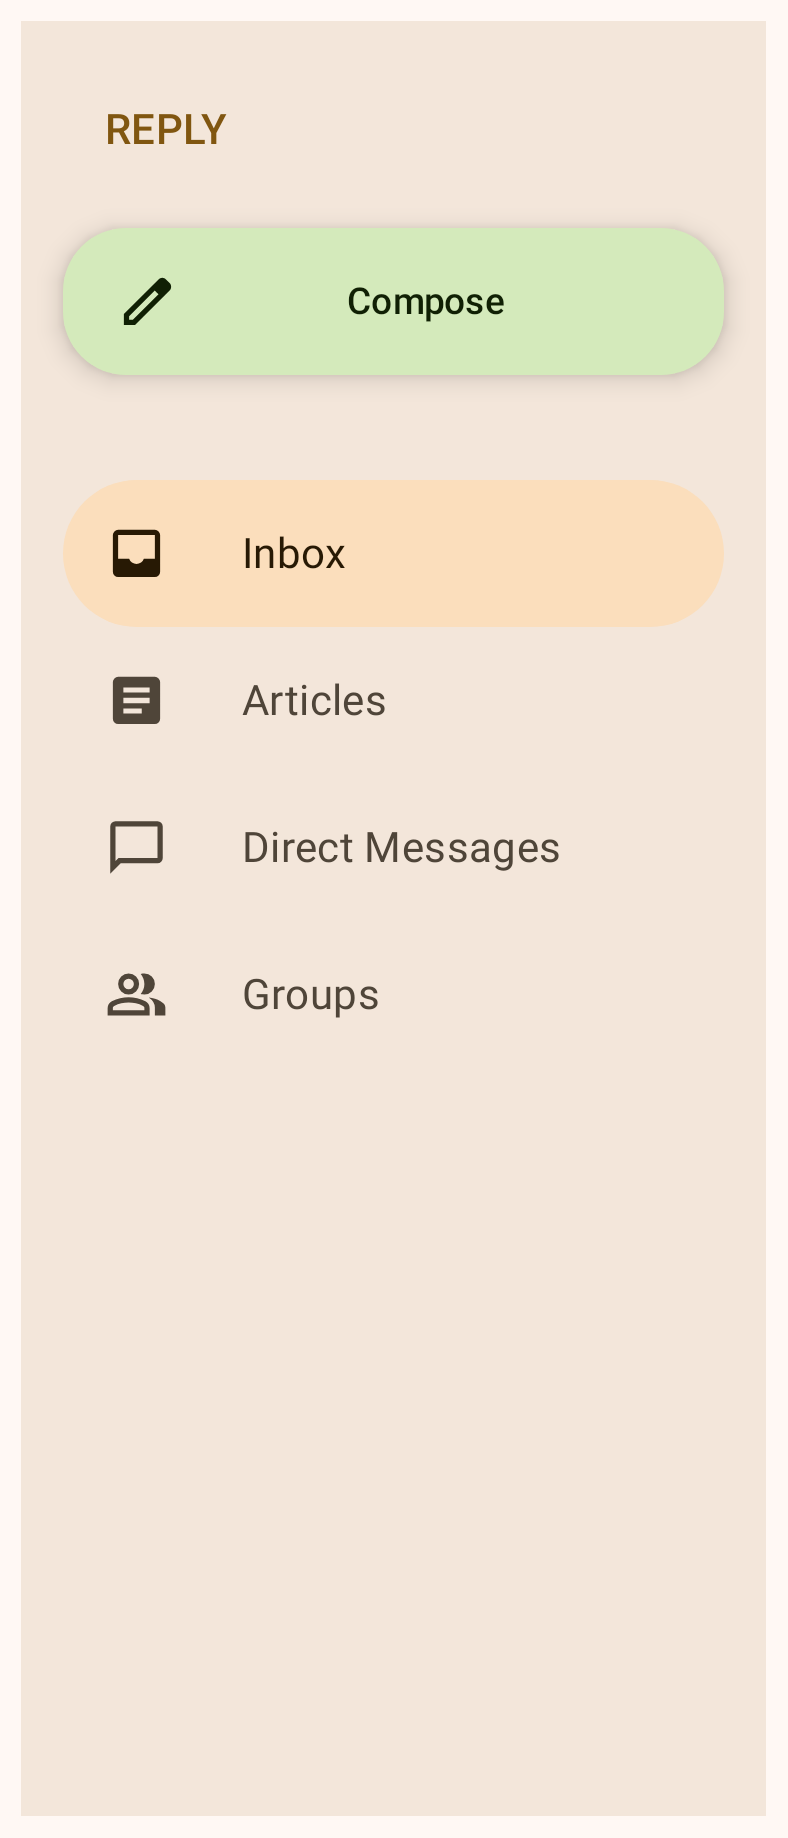 REPLY
Compose
Inbox
Articles
Direct Messages
Groups